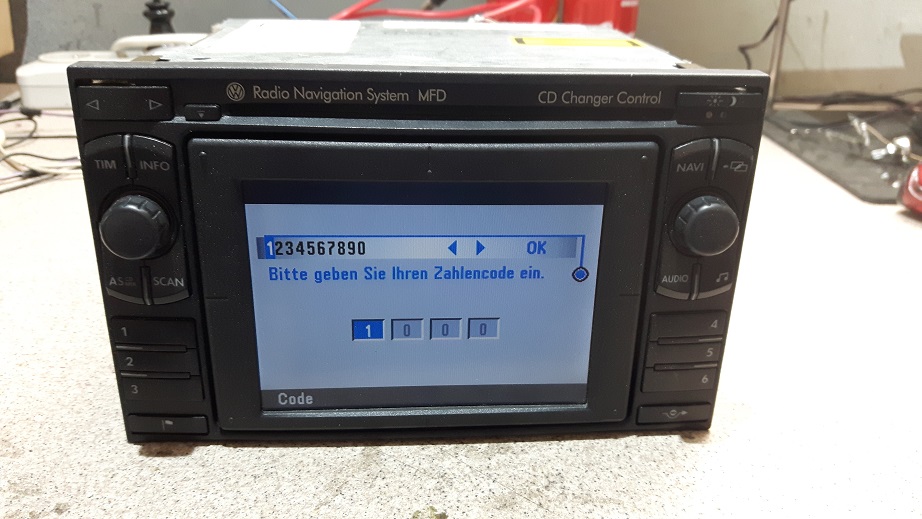 Radio Navigation System MFD
CD Changer Control
TIM
INFO
NAVI
AS
SCAN
AUDIO
1234567890
OK
Bitte geben Sie Ihren Zahlencode ein.
1 0 0 0
Code
1
2
3
4
5
6